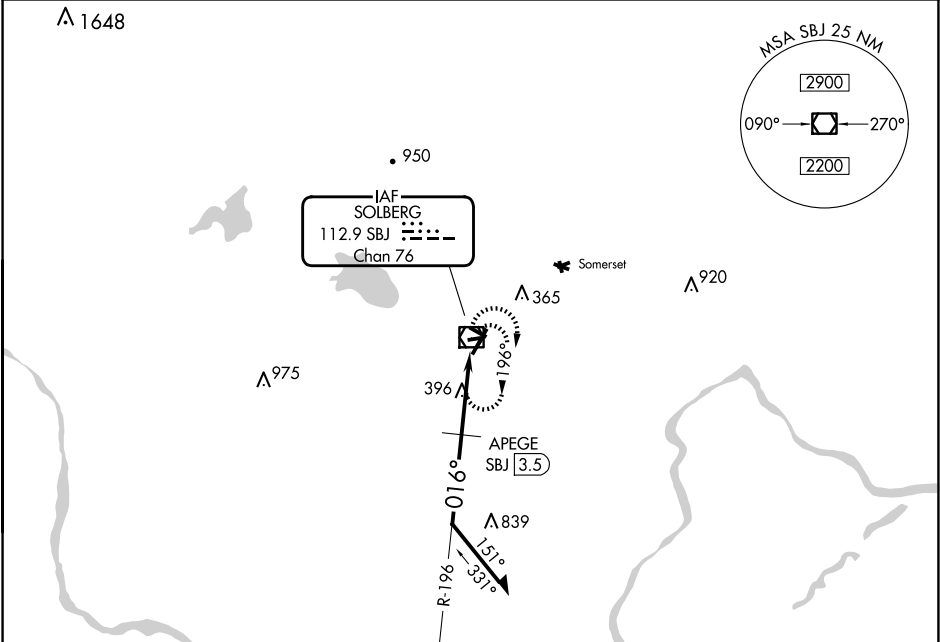 1648
MSA SBJ 25 NM
2900
090°
270°
2200
950
IAF
SOLBERG
112.9 SBJ
Chan 76
Somerset
920
365
196°
975
396
APEGE
SBJ 3.5
016°
839
151°
331°
R-196